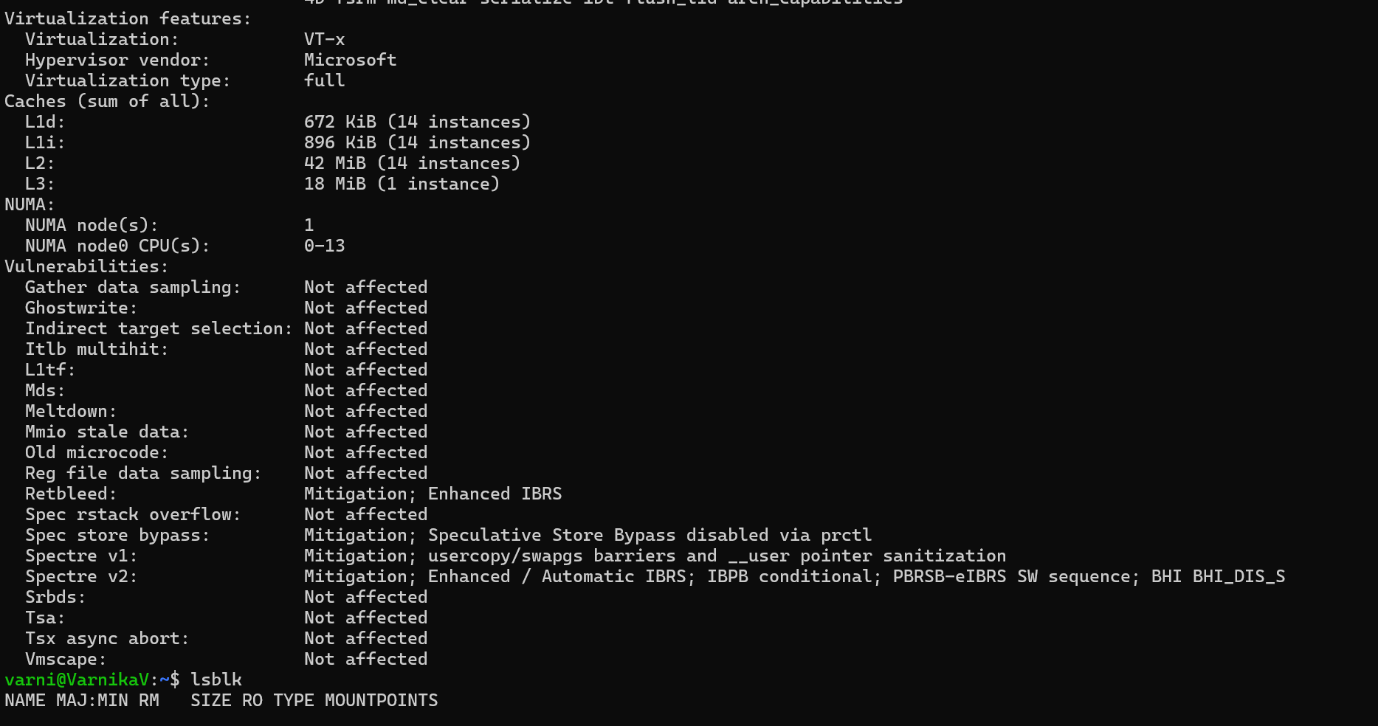 4b fsrm md_clear serialize ibt flush_l1d arch_capabilities
Virtualization features:
  Virtualization:          VT-x
  Hypervisor vendor:       Microsoft
  Virtualization type:     full
Caches (sum of all):
  L1d:                     672 KiB (14 instances)
  L1i:                     896 KiB (14 instances)
  L2:                      42 MiB (14 instances)
  L3:                      18 MiB (1 instance)
NUMA:
  NUMA node(s):            1
  NUMA node0 CPU(s):       0-13
Vulnerabilities:
  Gather data sampling:      Not affected
  Ghostwrite:                Not affected
  Indirect target selection: Not affected
  Itlb multihit:             Not affected
  L1tf:                      Not affected
  Mds:                       Not affected
  Meltdown:                  Not affected
  Mmio stale data:           Not affected
  Old microcode:             Not affected
  Reg file data sampling:    Not affected
  Retbleed:                  Mitigation; Enhanced IBRS
  Spec rstack overflow:      Not affected
  Spec store bypass:         Mitigation; Speculative Store Bypass disabled via prctl
  Spectre v1:                Mitigation; usercopy/swapgs barriers and __user pointer sanitization
  Spectre v2:                Mitigation; Enhanced / Automatic IBRS; IBPB conditional; PBRSB-eIBRS SW sequence; BHI BHI_DIS_S
  Srbds:                     Not affected
  Tsa:                       Not affected
  Tsx async abort:           Not affected
  Vmscape:                   Not affected
varni@VarnikaV:~$ lsblk
NAME MAJ:MIN RM   SIZE RO TYPE MOUNTPOINTS